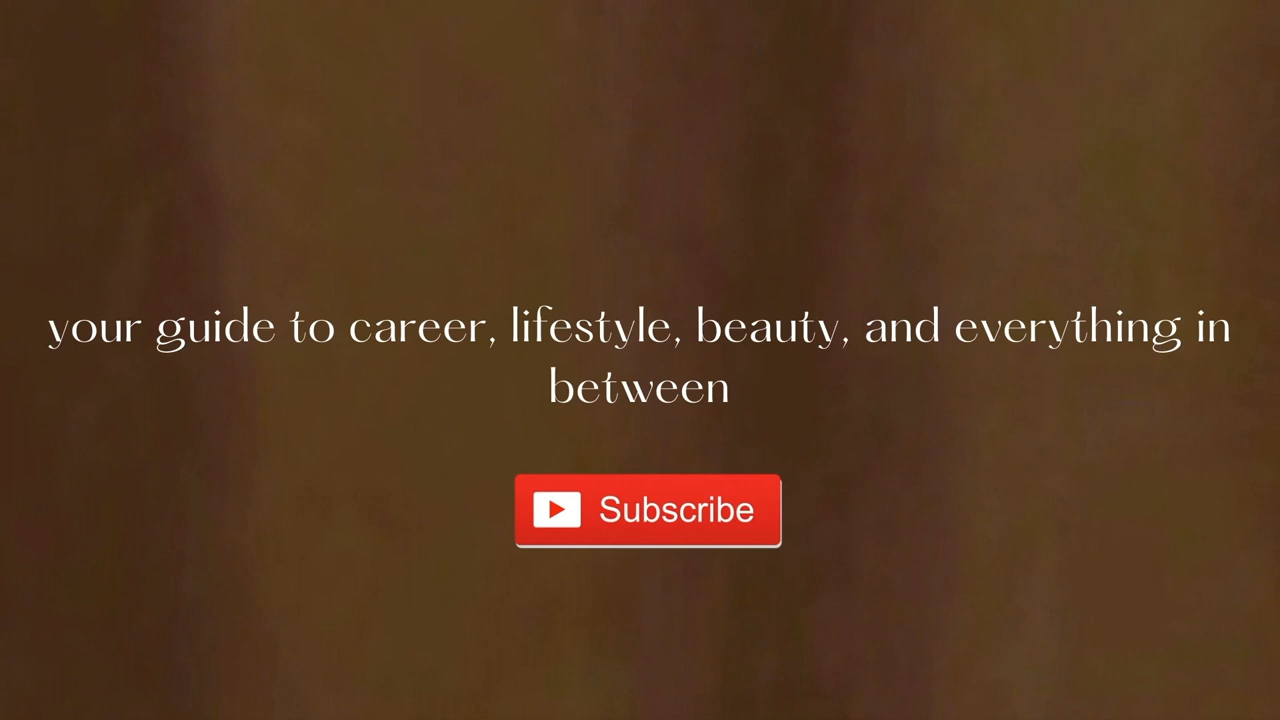 your guide to career, lifestyle, beauty, and everything in
between
Subscribe